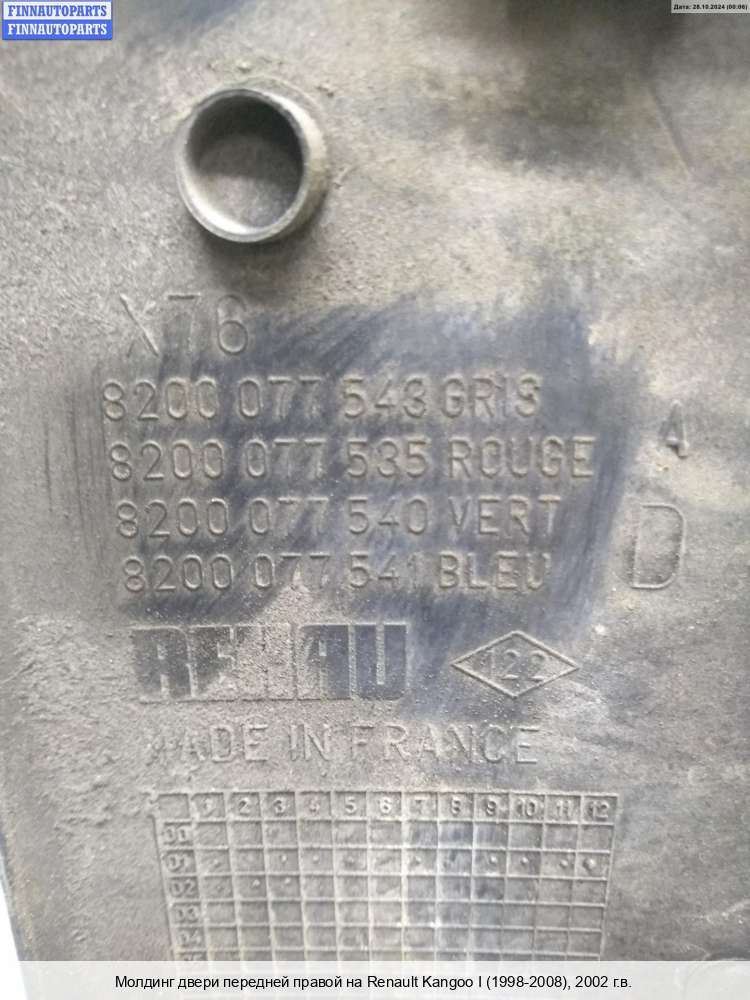 FINNAUTOPARTS
FINNAUTOPARTS
Дата: 28.10.2024 (00:06)
X76
8200 077 543 GRIS
8200 077 535 ROUGE
4
8200 077 540 VERT
8200 077 541 BLEU
D
REHAU
122
MADE IN FRANCE
1 2 3 4 5 6 7 8 9 10 11 12
00
01
02
03
04
Молдинг двери передней правой на Renault Kangoo I (1998-2008), 2002 г.в.